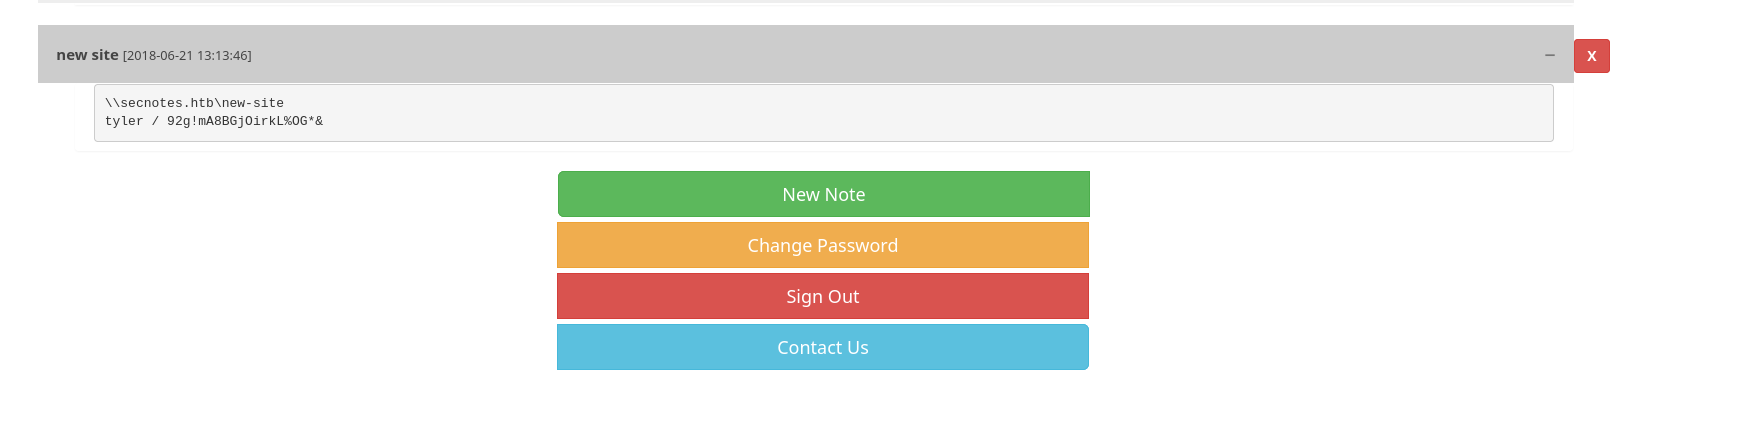 new site [2018-06-21 13:13:46] −
X
\\secnotes.htb\new-site
tyler / 92g!mA8BGjOirkL%OG*&
New Note
Change Password
Sign Out
Contact Us